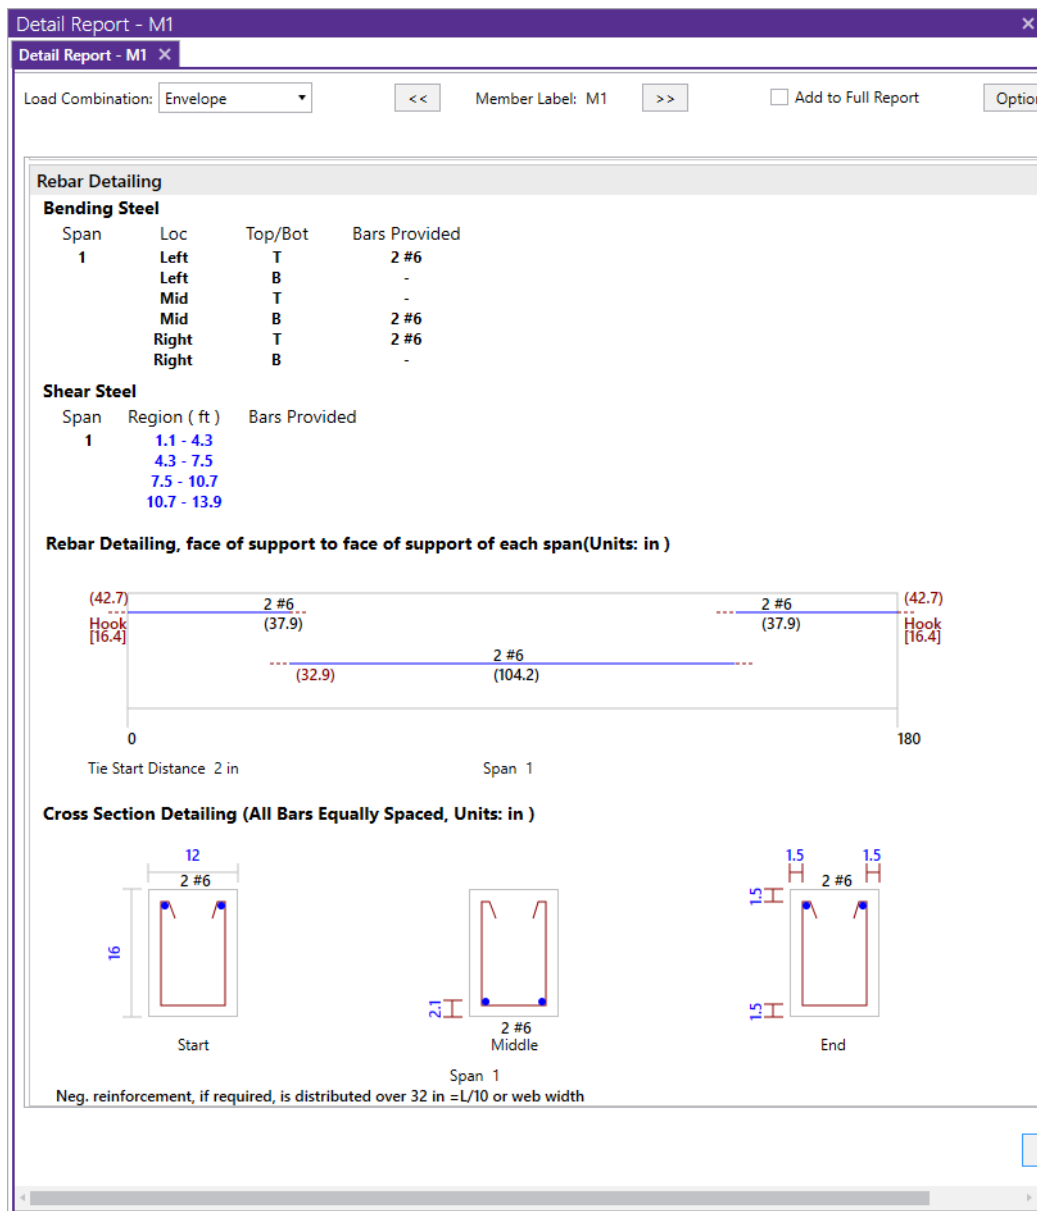 Detail Report - M1
Detail Report - M1
Load Combination: Envelope << Member Label: M1 >> Add to Full Report Option
Rebar Detailing
Bending Steel
Span Loc Top/Bot Bars Provided
1 Left T 2 #6
Left B -
Mid T -
Mid B 2 #6
Right T 2 #6
Right B -
Shear Steel
Span Region ( ft ) Bars Provided
1 1.1 - 4.3
4.3 - 7.5
7.5 - 10.7
10.7 - 13.9
Rebar Detailing, face of support to face of support of each span(Units: in )
(42.7) 2 #6 2 #6 (42.7)
Hook (37.9) (37.9) Hook
[16.4] [16.4]
2 #6
(32.9) (104.2)
0 180
Tie Start Distance 2 in Span 1
Cross Section Detailing (All Bars Equally Spaced, Units: in )
12 1.5 1.5
2 #6 2 #6
1.5
16
2.1 1.5
2 #6
Start Middle End
Span 1
Neg. reinforcement, if required, is distributed over 32 in =L/10 or web width